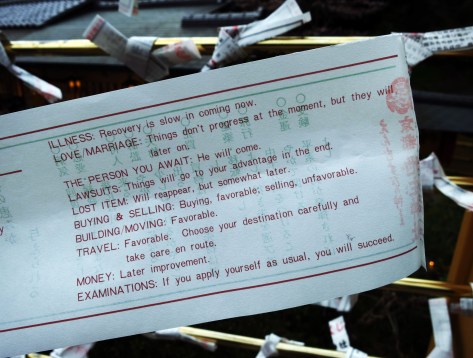 ILLNESS: Recovery is slow in coming now.
LOVE/MARRIAGE: Things don't progress at the moment, but they will
later on.
THE PERSON YOU AWAIT: He will come.
LAWSUITS: Things will go to your advantage in the end.
LOST ITEM: Will reappear, but somewhat later.
BUYING & SELLING: Buying, favorable; selling, unfavorable.
BUILDING/MOVING: Favorable.
TRAVEL: Favorable. Choose your destination carefully and
take care en route.
MONEY: Later improvement.
EXAMINATIONS: If you apply yourself as usual, you will succeed.